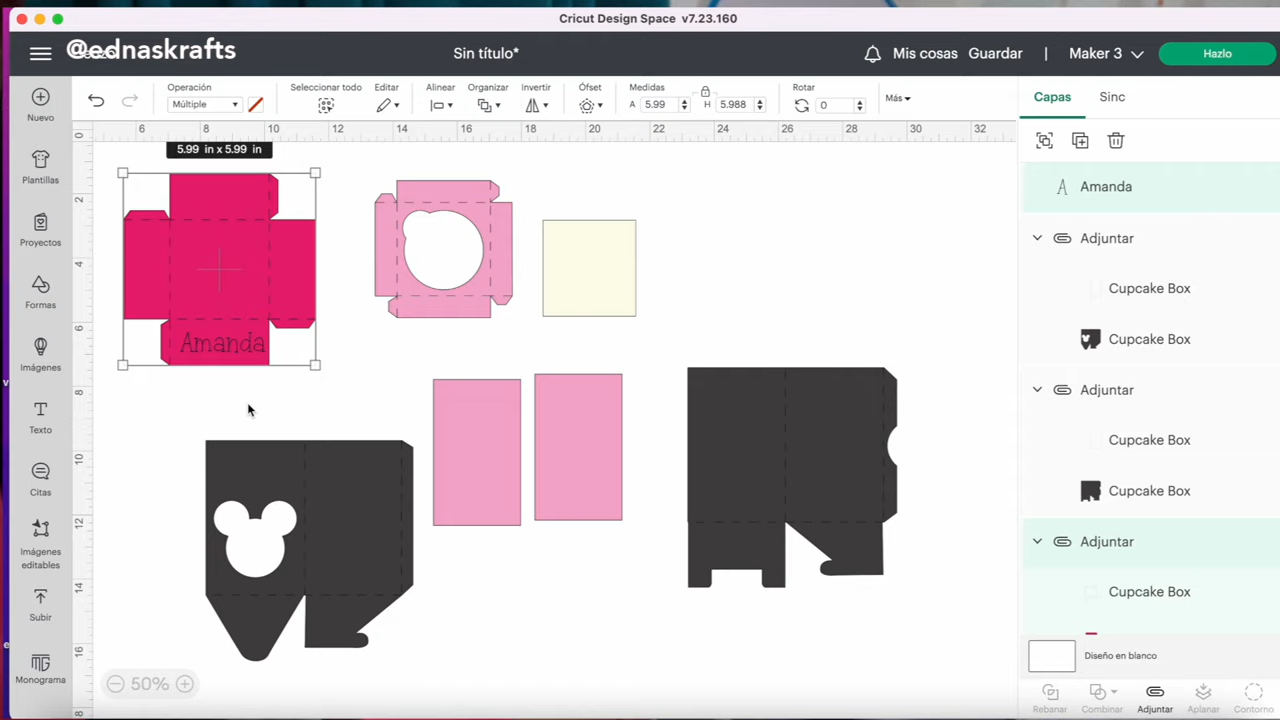 Cricut Design Space v7.23.160
@ednaskrafts
Sin título*
Mis cosas
Guardar
|
Maker 3
Hazlo
Nuevo
Plantillas
Proyectos
Formas
Imágenes
Texto
Citas
Imágenes
editables
Subir
MG
Monograma
Operación
Múltiple
Seleccionar todo
Editar
Alinear
Organizar
Invertir
Ófset
Medidas
A 5.99
H 5.988
Rotar
0
Más
6 8 10 12 14 16 18 20 22 24 26 28 30 32
0
2
4
6
8
10
12
14
16
8
5.99 in x 5.99 in
Amanda
50%
Capas
Sinc
A Amanda
Adjuntar
Cupcake Box
Cupcake Box
Adjuntar
Cupcake Box
Cupcake Box
Adjuntar
Cupcake Box
Diseño en blanco
Rebanar
Combinar
Adjuntar
Aplanar
Contorno